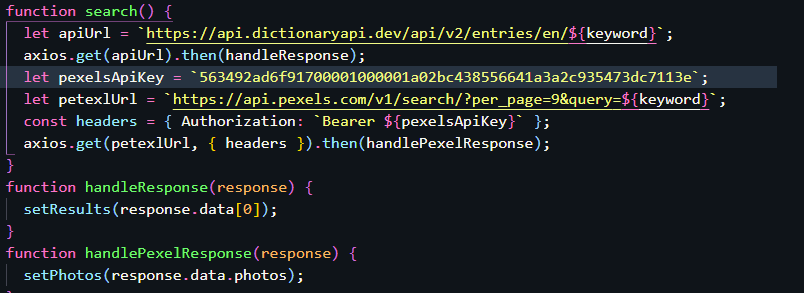 function search() {
let apiUrl = `https://api.dictionaryapi.dev/api/v2/entries/en/${keyword}`;
axios.get(apiUrl).then(handleResponse);
let pexelsApiKey = `563492ad6f91700001000001a02bc438556641a3a2c935473dc7113e`;
let petexlUrl = `https://api.pexels.com/v1/search/?per_page=9&query=${keyword}`;
const headers = { Authorization: `Bearer ${pexelsApiKey}` };
axios.get(petexlUrl, { headers }).then(handlePexelResponse);
}
function handleResponse(response) {
setResults(response.data[0]);
}
function handlePexelResponse(response) {
setPhotos(response.data.photos);
}